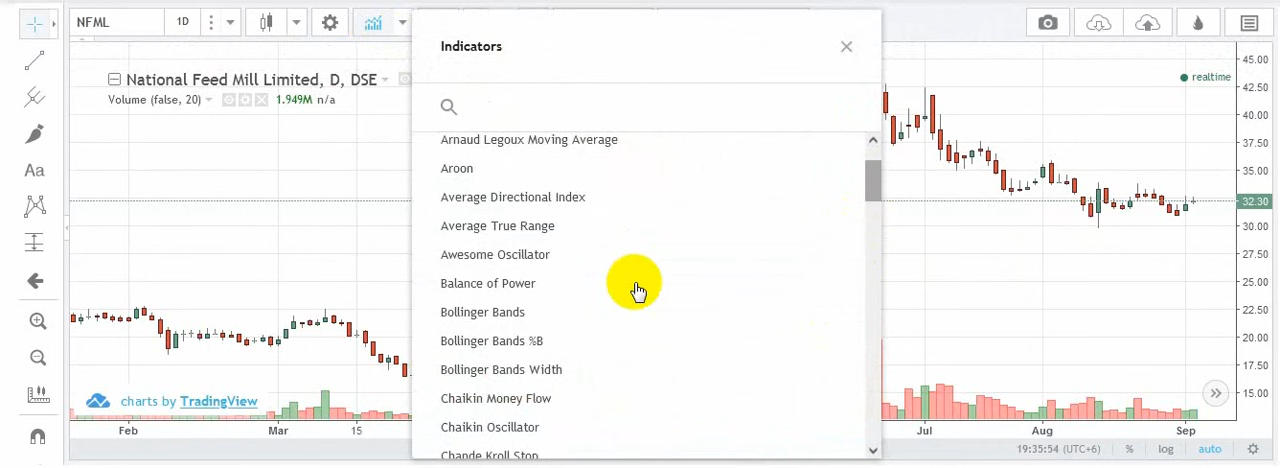 NFML
1D
Indicators
National Feed Mill Limited, D, DSE
Volume (false, 20)
1.949M n/a
realtime
Aa
Arnaud Legoux Moving Average
Aroon
Average Directional Index
Average True Range
Awesome Oscillator
Balance of Power
Bollinger Bands
Bollinger Bands %B
Bollinger Bands Width
Chaikin Money Flow
Chaikin Oscillator
Chande Kroll Stop
45.00
42.50
40.00
37.50
35.00
32.30
30.00
27.50
25.00
22.50
20.00
17.50
15.00
charts by TradingView
Feb
Mar
15
Jul
Aug
Sep
19:35:54 (UTC+6)
%
log
auto